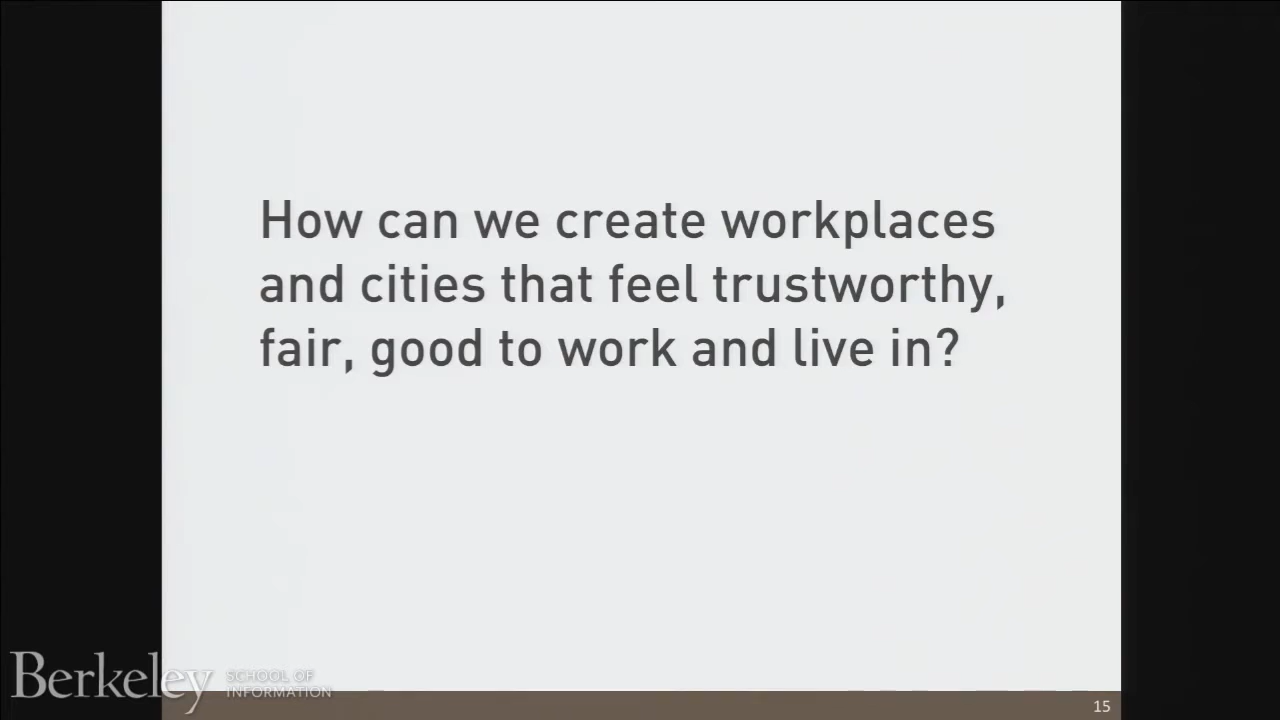 How can we create workplaces
and cities that feel trustworthy,
fair, good to work and live in?
Berkeley
SCHOOL OF
INFORMATION
15